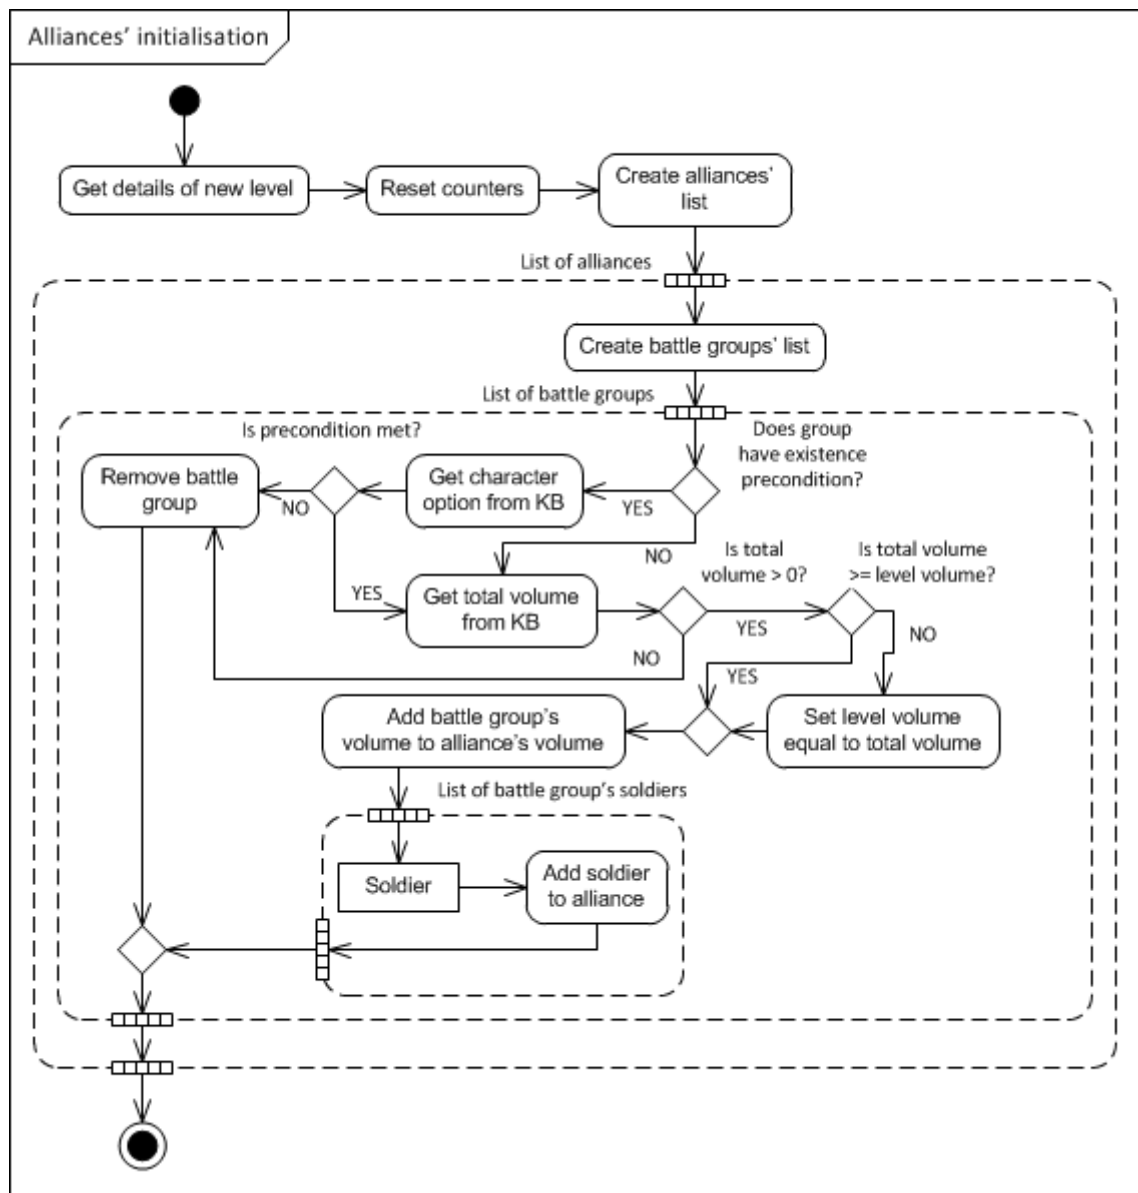 Alliances' initialisation
Get details of new level
Reset counters
Create alliances'
list
List of alliances
Create battle groups' list
List of battle groups
Is precondition met?
Does group
have existence
precondition?
Remove battle
group
NO
Get character
option from KB
YES
NO
YES
Get total volume
from KB
Is total
volume > 0?
Is total volume
>= level volume?
YES
NO
NO
YES
Add battle group's
volume to alliance's volume
Set level volume
equal to total volume
List of battle group's soldiers
Soldier
Add soldier
to alliance